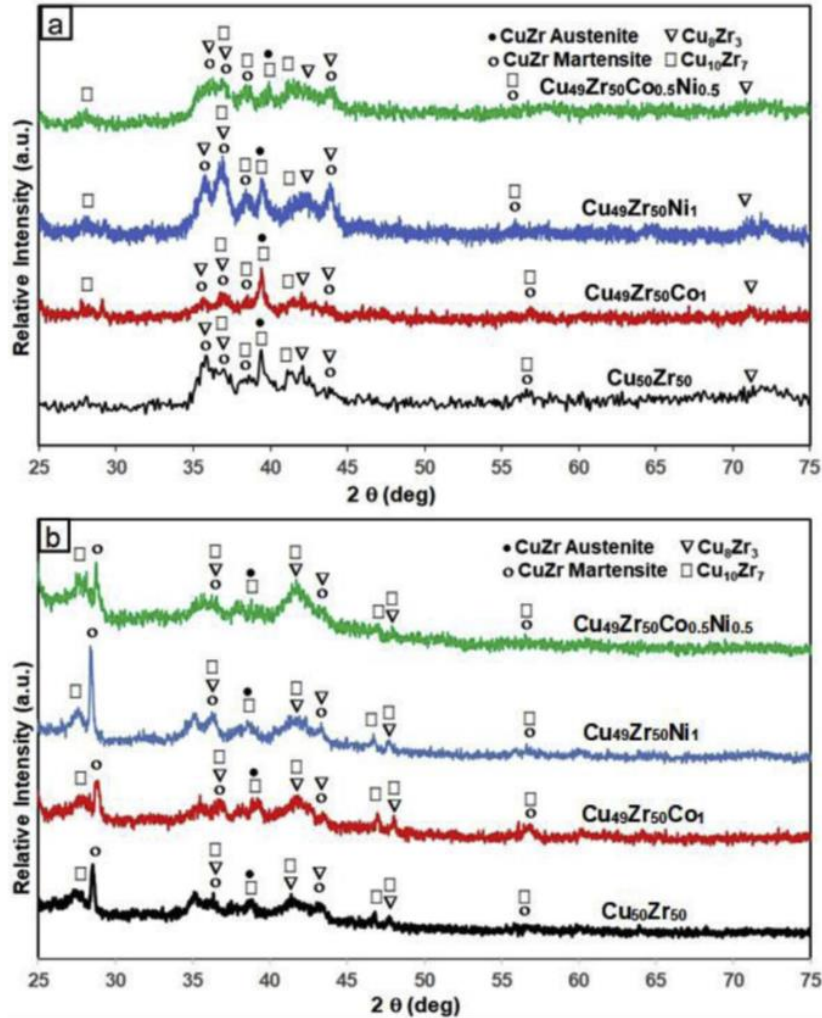 a
● CuZr Austenite ▽ Cu₈Zr₃
o CuZr Martensite □ Cu₁₀Zr₇
Cu₄₉Zr₅₀Co₀.₅Ni₀.₅
Cu₄₉Zr₅₀Ni₁
Cu₄₉Zr₅₀Co₁
Cu₅₀Zr₅₀
Relative Intensity (a.u.)
25 30 35 40 45 50 55 60 65 70 75
2 θ (deg)
b
● CuZr Austenite ▽ Cu₈Zr₃
o CuZr Martensite □ Cu₁₀Zr₇
Cu₄₉Zr₅₀Co₀.₅Ni₀.₅
Cu₄₉Zr₅₀Ni₁
Cu₄₉Zr₅₀Co₁
Cu₅₀Zr₅₀
Relative Intensity (a.u.)
25 30 35 40 45 50 55 60 65 70 75
2 θ (deg)